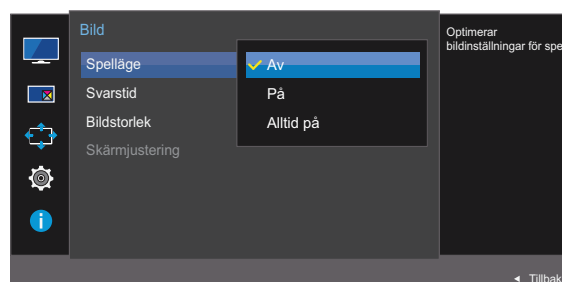 Bild
Spelläge
Svarstid
Bildstorlek
Skärmjustering
Av
På
Alltid på
Optimerar
bildinställningar för spe
Tillbak